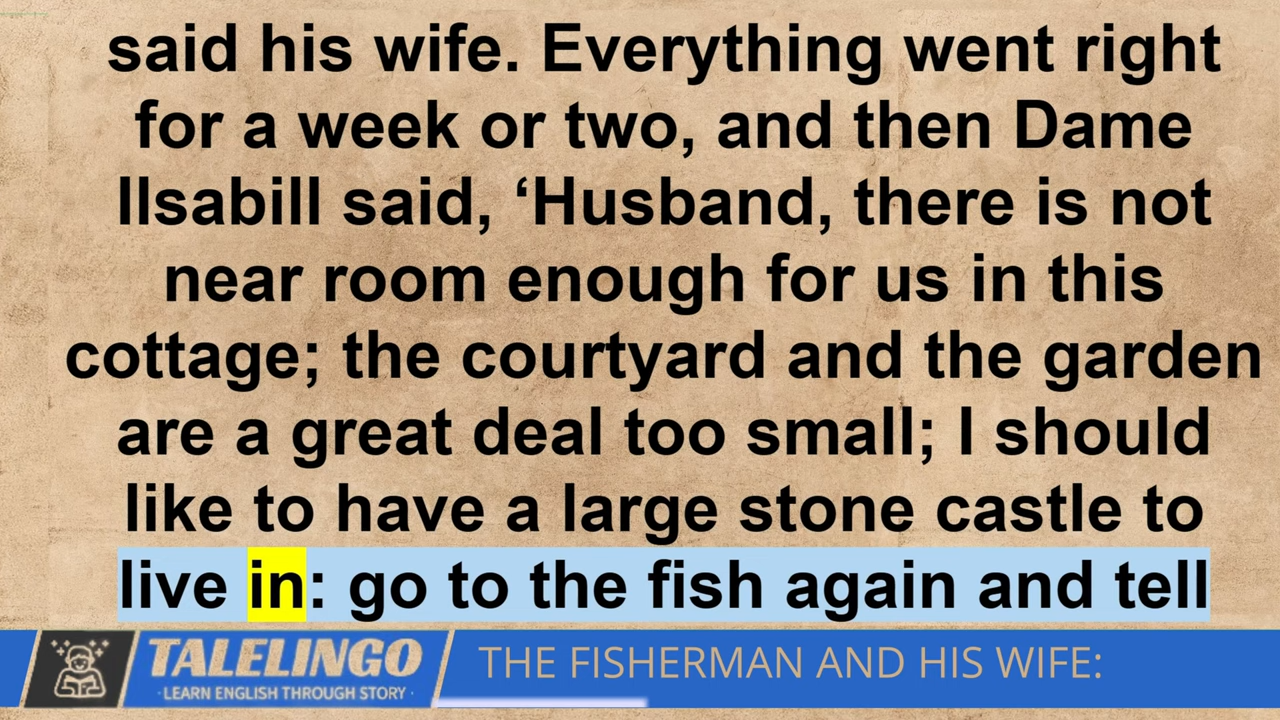 said his wife. Everything went right
for a week or two, and then Dame
Ilsabill said, ‘Husband, there is not
near room enough for us in this
cottage; the courtyard and the garden
are a great deal too small; I should
like to have a large stone castle to
live in: go to the fish again and tell
TALELINGO
· LEARN ENGLISH THROUGH STORY ·
THE FISHERMAN AND HIS WIFE: